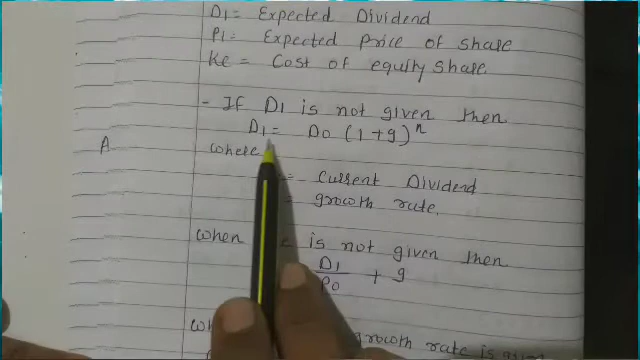 D1 = Expected Dividend
P1 = Expected price of share
Ke = Cost of equity share.
- If D1 is not given then
D1 = D0 (1+g)^n
A
where
= current Dividend
= growth rate.
when is not given then
D1
P0 + g
growth rate is given